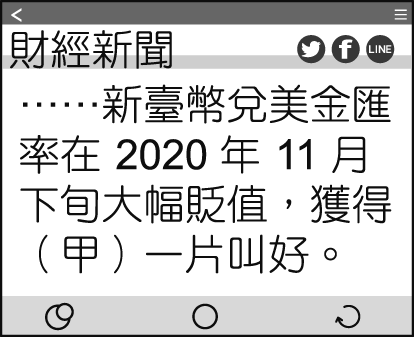 財經新聞
LINE
……新臺幣兌美金匯
率在 2020 年 11 月
下旬大幅貶值，獲得
（甲）一片叫好。